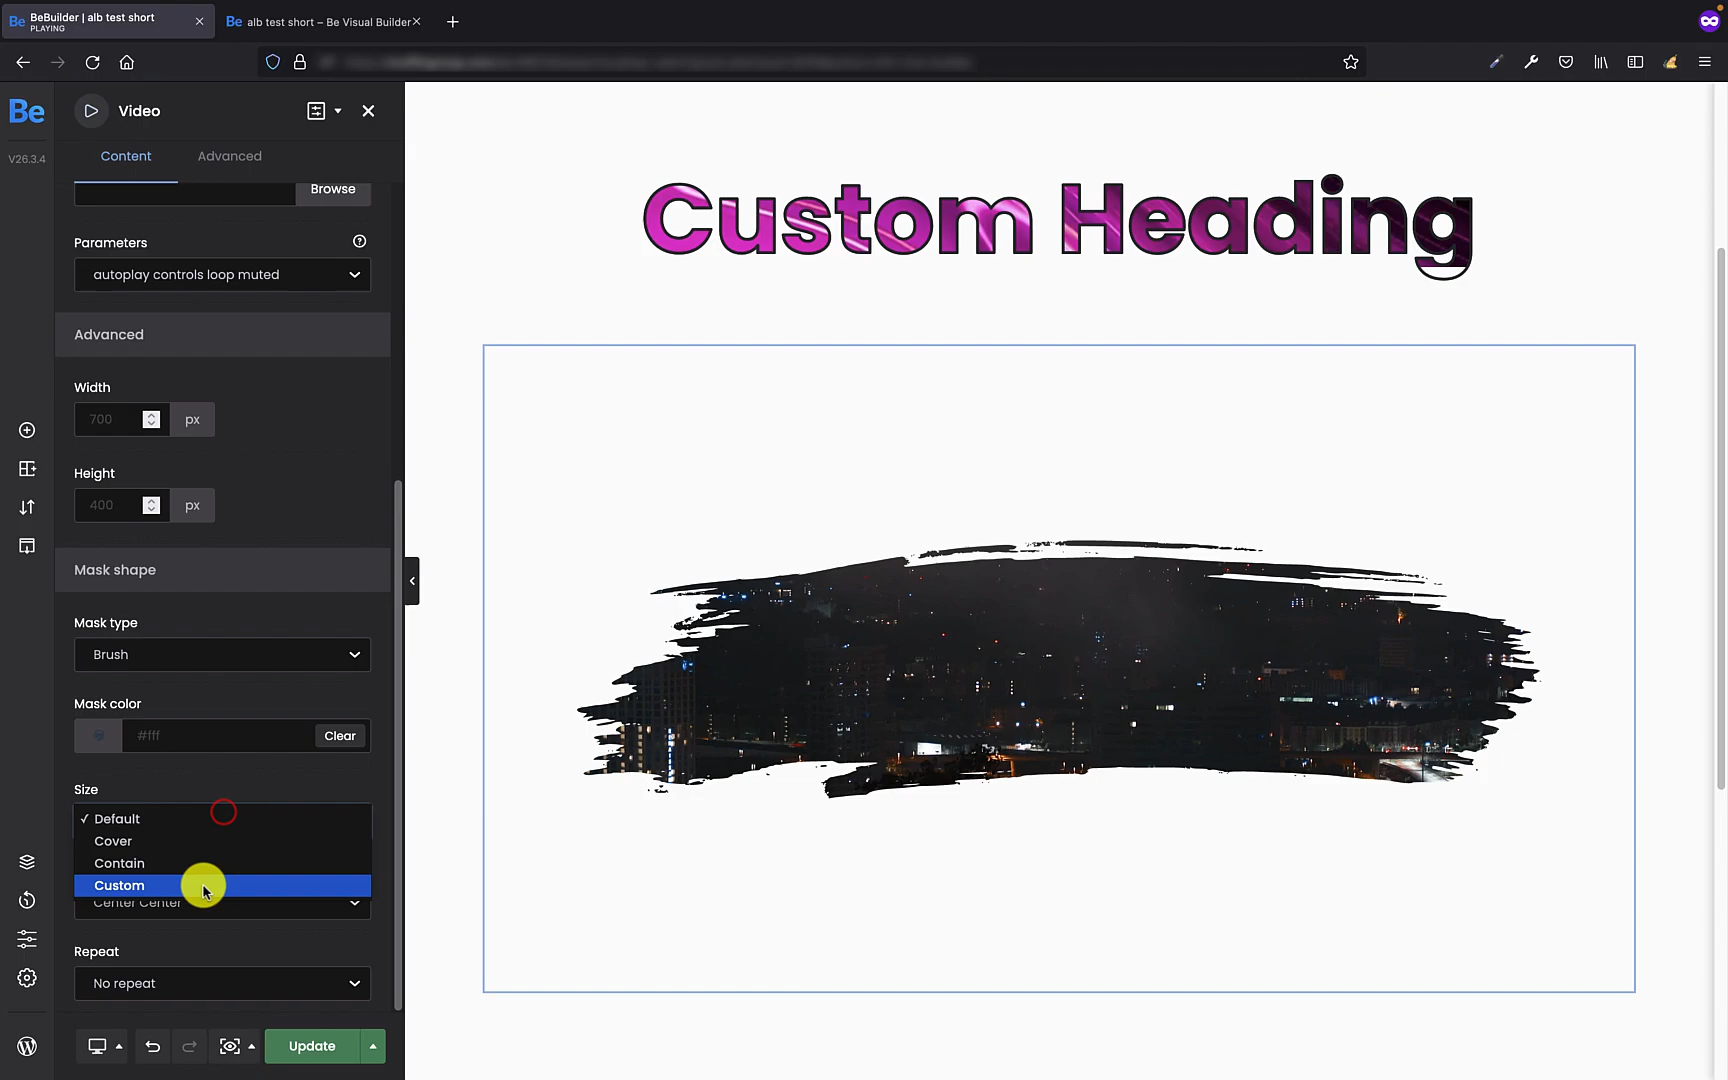 BeBuilder | alb test short
PLAYING
Be alb test short – Be Visual Builder
Be
V26.3.4
Video
Content
Advanced
Browse
Parameters
autoplay controls loop muted
Advanced
Width
700
px
Height
400
px
Mask shape
Mask type
Brush
Mask color
#fff
Clear
Size
✓ Default
Cover
Contain
Custom
Center Center
Repeat
No repeat
Update
Custom Heading